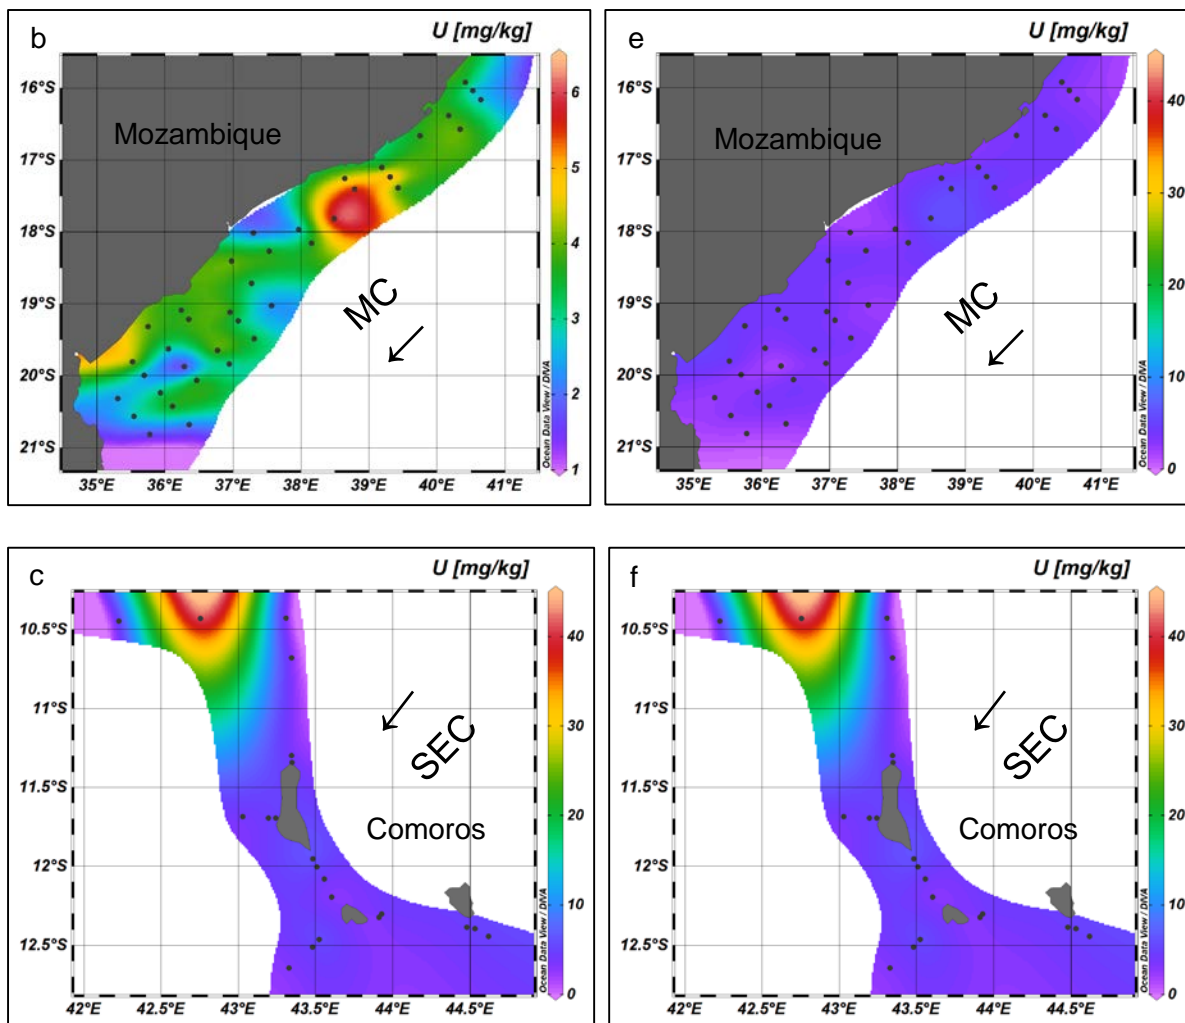 b
U [mg/kg]
16°S
17°S
18°S
19°S
20°S
21°S
Mozambique
MC
35°E 36°E 37°E 38°E 39°E 40°E 41°E
6
5
4
3
2
1
Ocean Data View / DIVA
e
U [mg/kg]
16°S
17°S
18°S
19°S
20°S
21°S
Mozambique
MC
35°E 36°E 37°E 38°E 39°E 40°E 41°E
40
30
20
10
0
Ocean Data View / DIVA
c
U [mg/kg]
10.5°S
11°S
11.5°S
12°S
12.5°S
SEC
Comoros
42°E 42.5°E 43°E 43.5°E 44°E 44.5°E
40
30
20
10
0
Ocean Data View / DIVA
f
U [mg/kg]
10.5°S
11°S
11.5°S
12°S
12.5°S
SEC
Comoros
42°E 42.5°E 43°E 43.5°E 44°E 44.5°E
40
30
20
10
0
Ocean Data View / DIVA